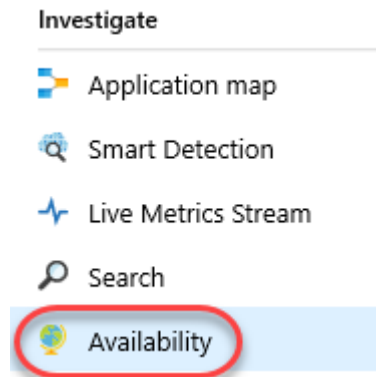 Investigate
Application map
Smart Detection
Live Metrics Stream
Search
Availability